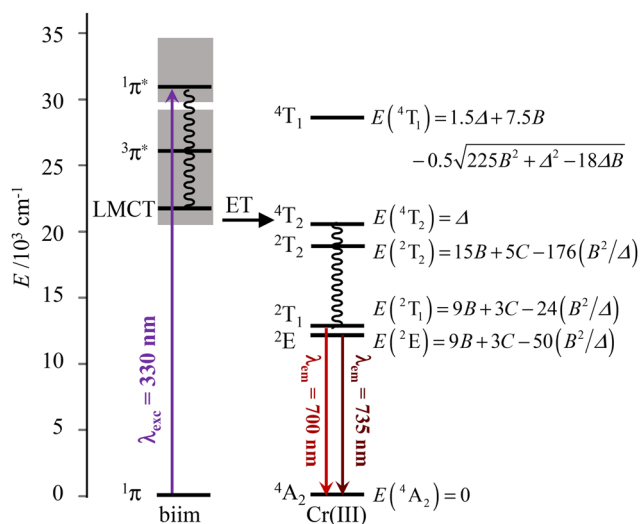 E /10³ cm⁻¹
35
30
25
20
15
10
5
0
¹π*
³π*
LMCT
ET
¹π
biim
λexc = 330 nm
⁴T₁ E(⁴T₁) = 1.5Δ + 7.5B
− 0.5√(225B² + Δ² − 18ΔB)
⁴T₂ E(⁴T₂) = Δ
²T₂ E(²T₂) = 15B + 5C − 176(B²/Δ)
²T₁ E(²T₁) = 9B + 3C − 24(B²/Δ)
²E E(²E) = 9B + 3C − 50(B²/Δ)
λem = 700 nm
λem = 735 nm
⁴A₂ E(⁴A₂) = 0
Cr(III)